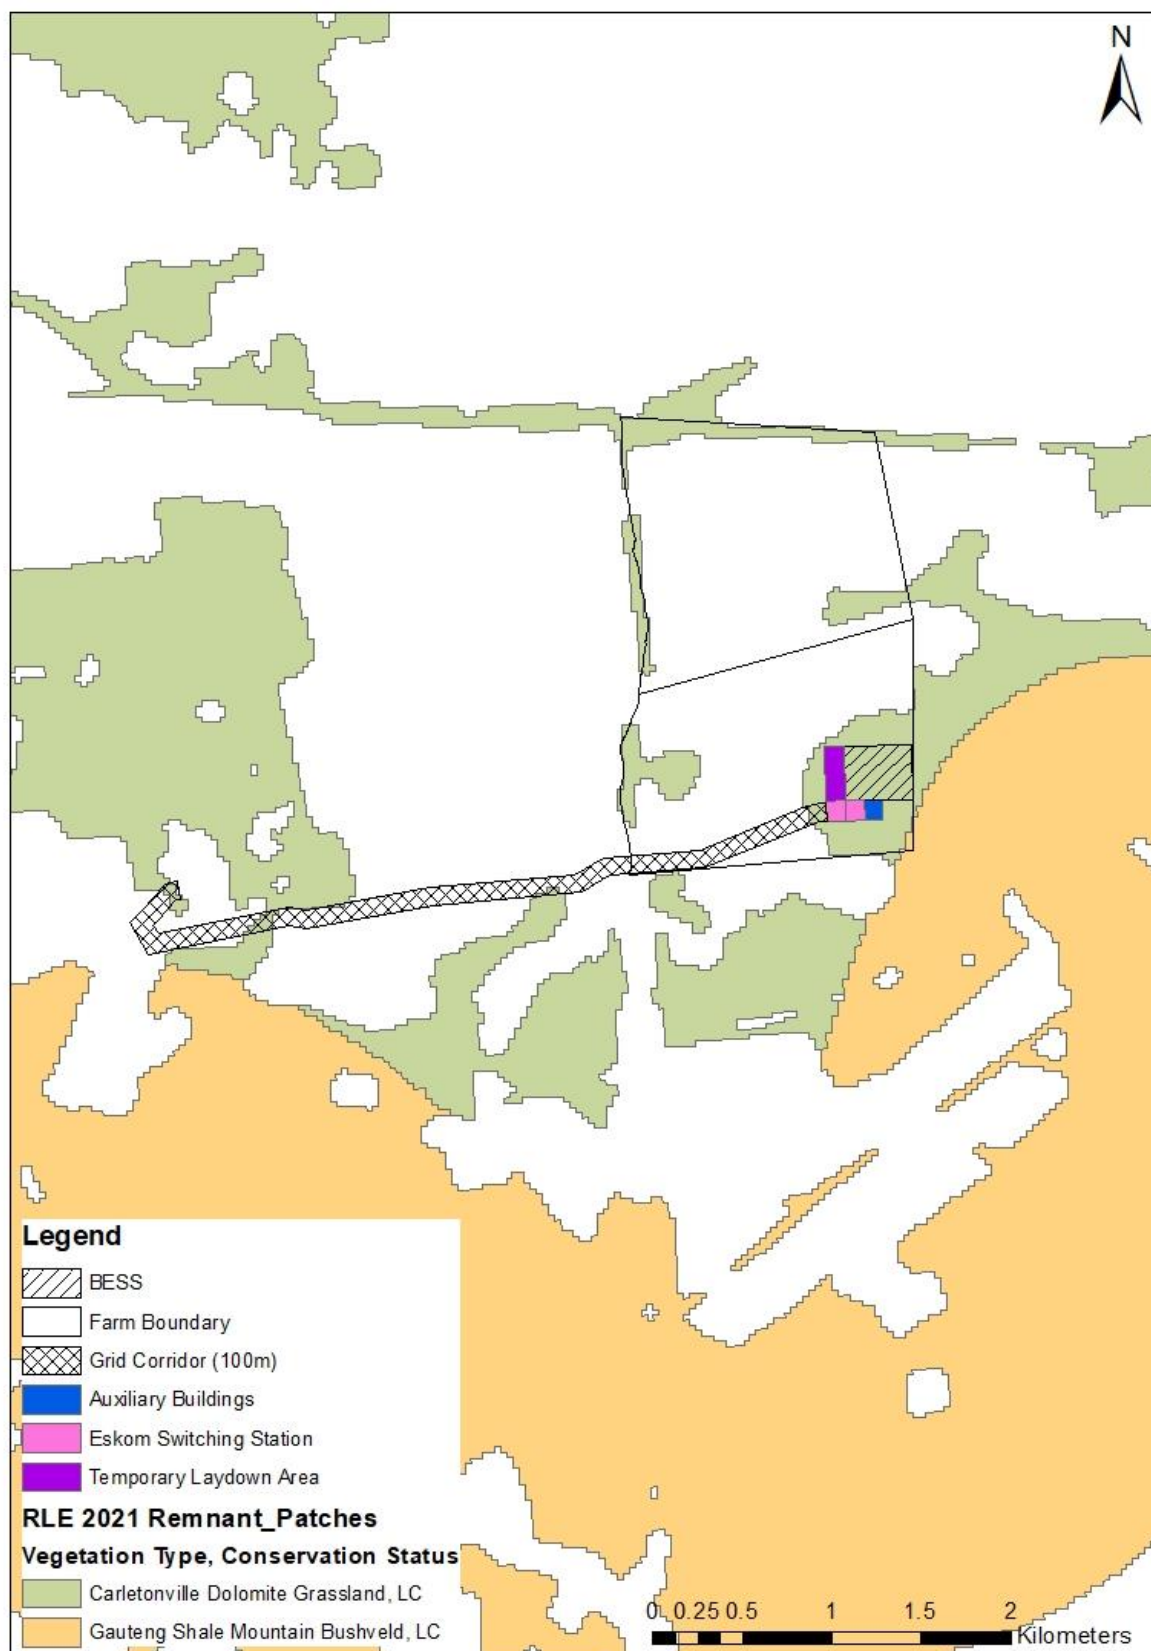 N
Legend
BESS
Farm Boundary
Grid Corridor (100m)
Auxiliary Buildings
Eskom Switching Station
Temporary Laydown Area
RLE 2021 Remnant_Patches
Vegetation Type, Conservation Status
Carletonville Dolomite Grassland, LC
Gauteng Shale Mountain Bushveld, LC
0 0.25 0.5 1 1.5 2
Kilometers